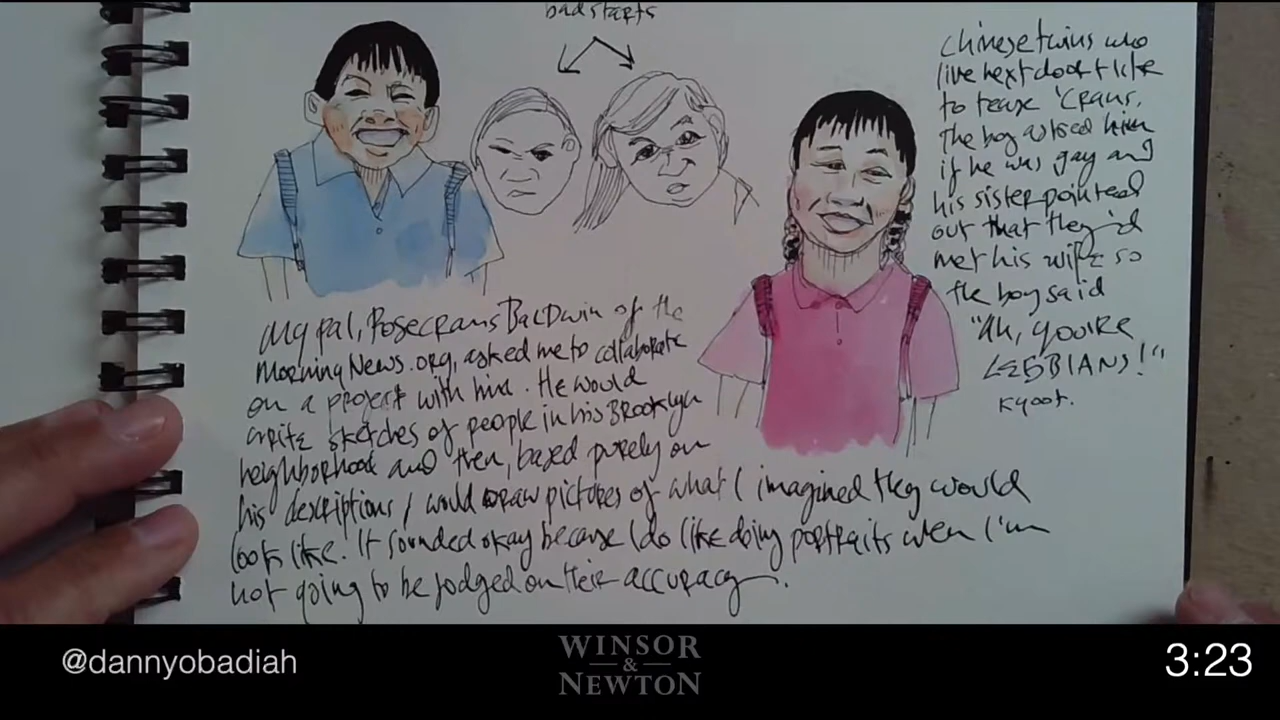 bad starts
Chinese twins who
live next door & like
to tease 'Crans.
The boy asked him
if he was gay and
his sister pointed
out that they'd
met his wife so
the boy said
"Ah, you're
LESBIANS!"
Kyoot.
My pal, Rosecrans Baldwin of the
Morning News.org, asked me to collaborate
on a project with him. He would
write sketches of people in his Brooklyn
neighborhood and then, based purely on
his descriptions I would draw pictures of what I imagined they would
look like. It sounded okay because I do like doing portraits when I'm
not going to be judged on their accuracy.
@dannyobadiah
WINSOR
&
NEWTON
3:23